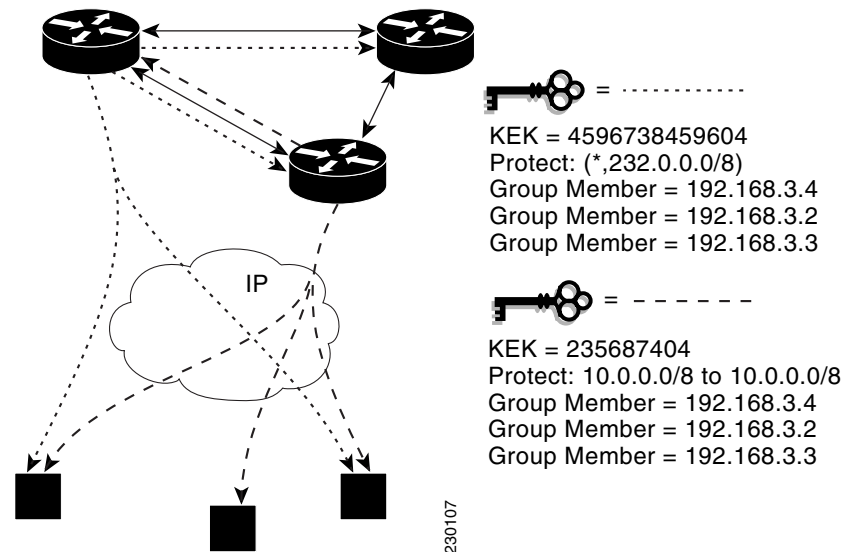 = ..........
KEK = 4596738459604
Protect: (*,232.0.0.0/8)
Group Member = 192.168.3.4
Group Member = 192.168.3.2
Group Member = 192.168.3.3
IP
= – – – – – –
KEK = 235687404
Protect: 10.0.0.0/8 to 10.0.0.0/8
Group Member = 192.168.3.4
Group Member = 192.168.3.2
Group Member = 192.168.3.3
230107